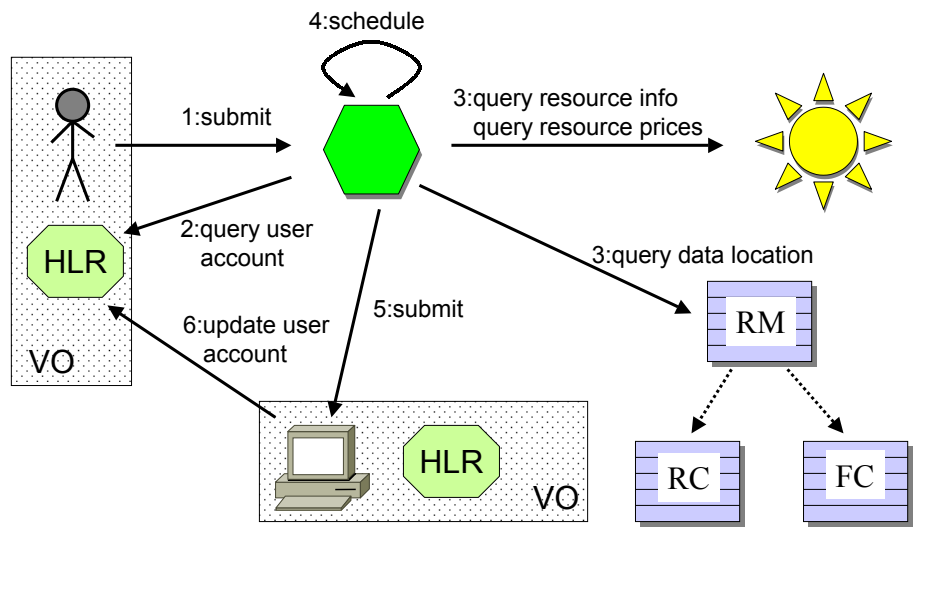 4:schedule
3:query resource info
query resource prices
1:submit
2:query user
account
HLR
3:query data location
5:submit
6:update user
account
RM
VO
HLR
VO
RC
FC